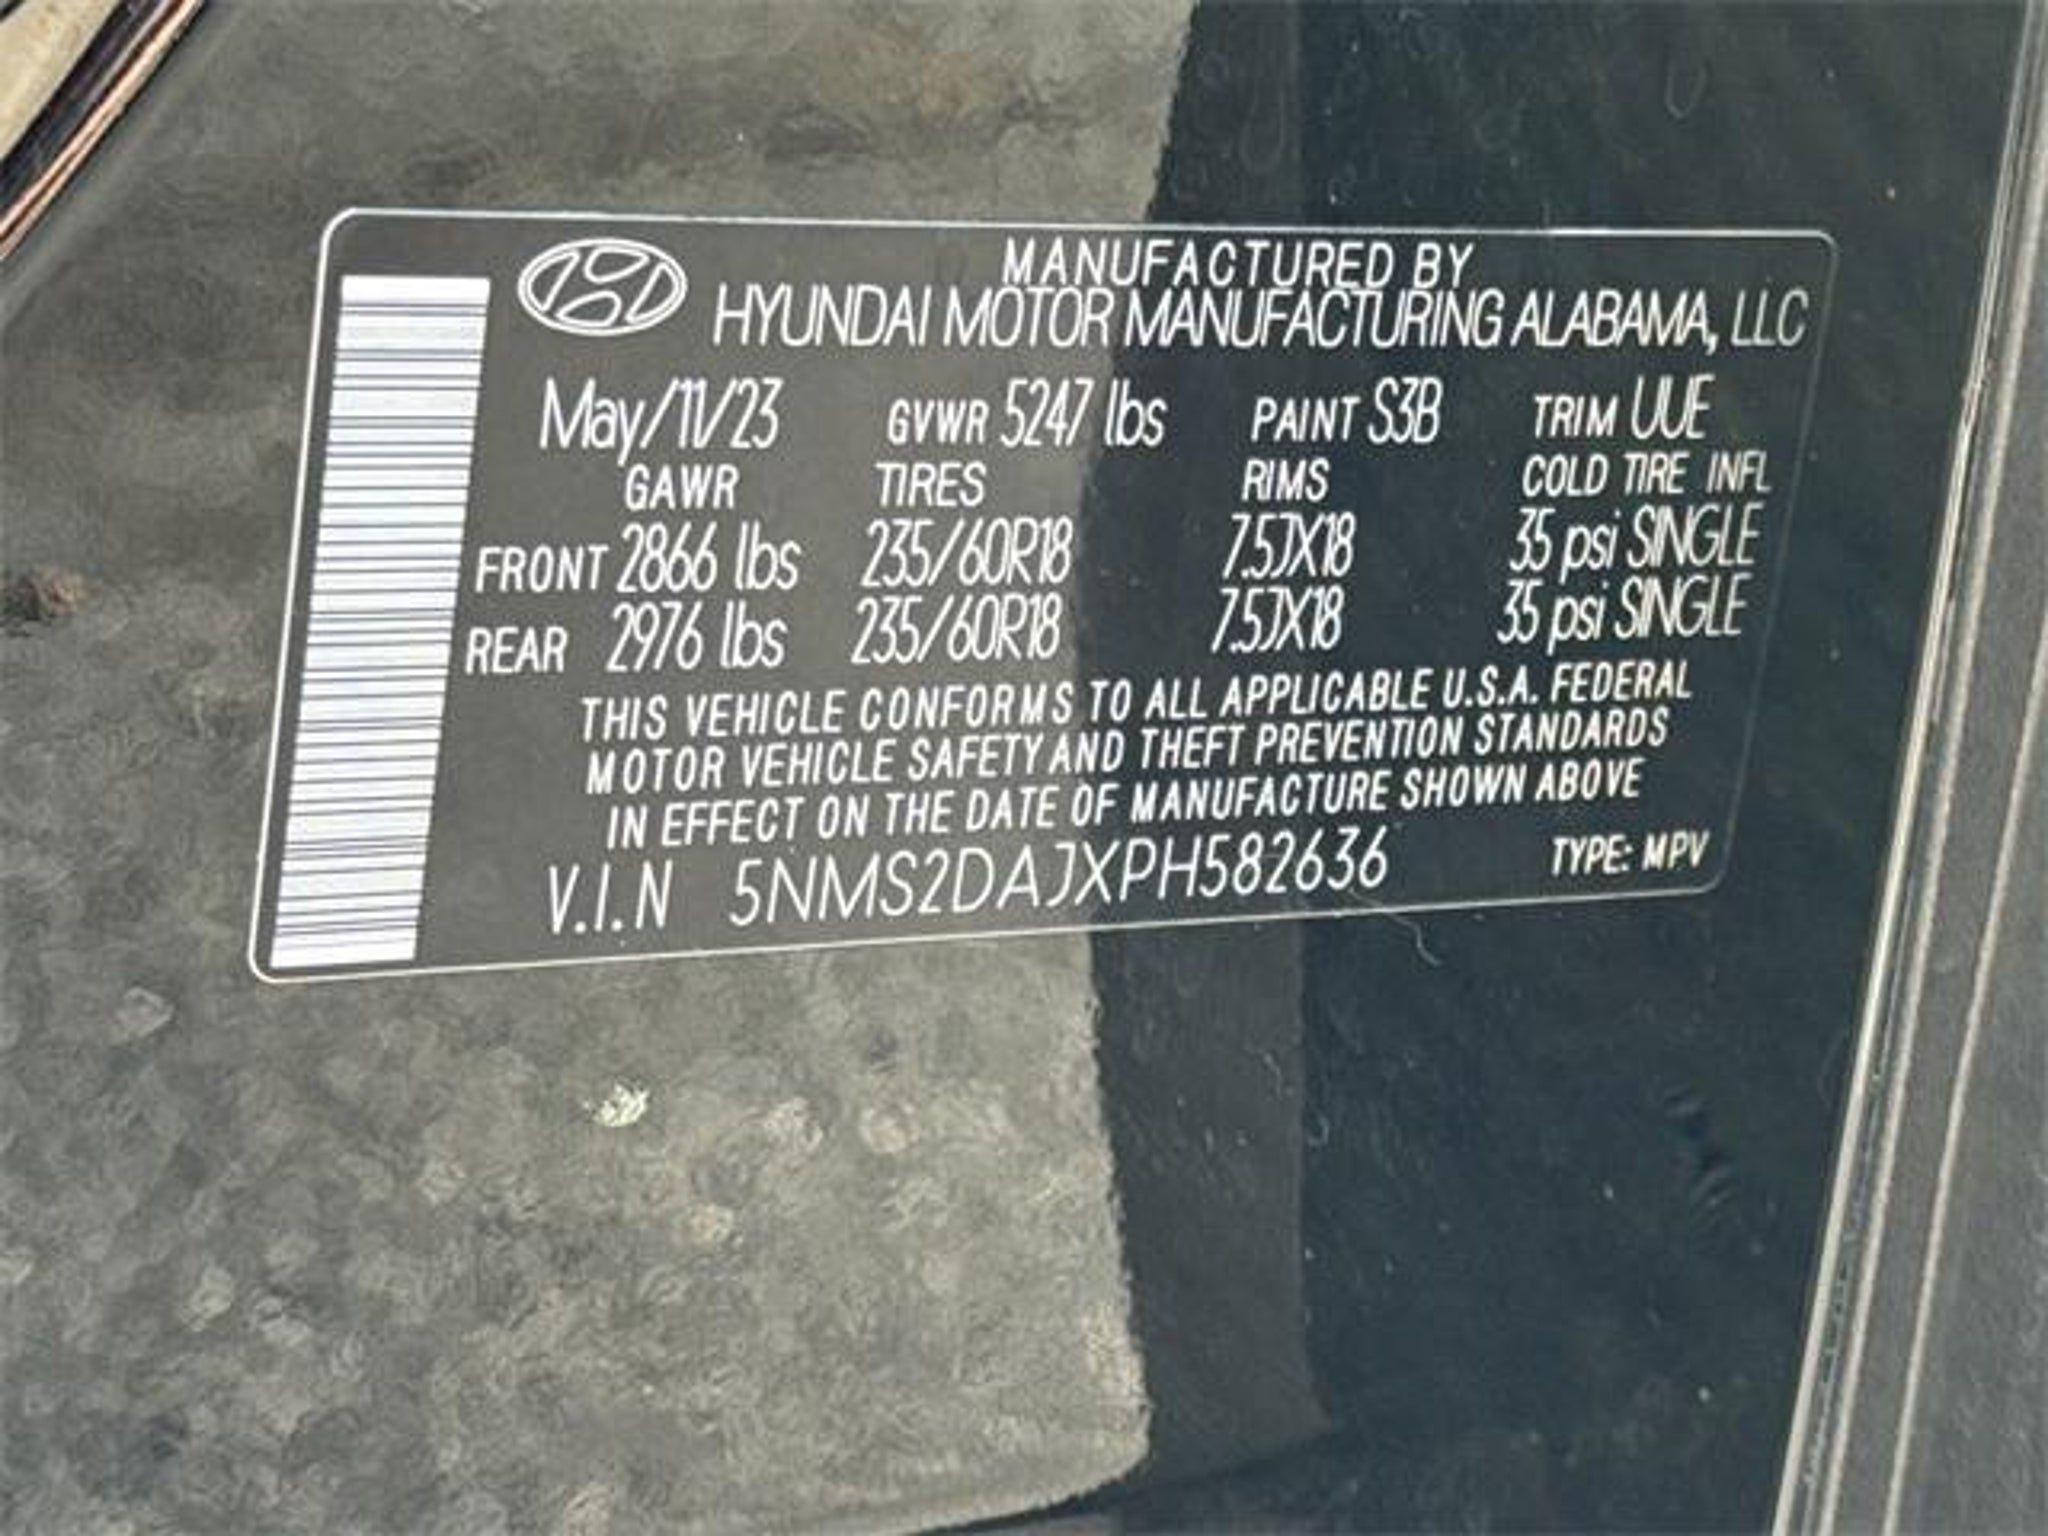 MANUFACTURED BY
HYUNDAI MOTOR MANUFACTURING ALABAMA, LLC
May/11/23 GVWR 5247 lbs PAINT S3B TRIM UUE
GAWR TIRES RIMS COLD TIRE INFL
FRONT 2866 lbs 235/60R18 7.5JX18 35 psi SINGLE
REAR 2976 lbs 235/60R18 7.5JX18 35 psi SINGLE
THIS VEHICLE CONFORMS TO ALL APPLICABLE U.S.A. FEDERAL
MOTOR VEHICLE SAFETY AND THEFT PREVENTION STANDARDS
IN EFFECT ON THE DATE OF MANUFACTURE SHOWN ABOVE
V.I.N 5NMS2DAJXPH582636 TYPE: MPV